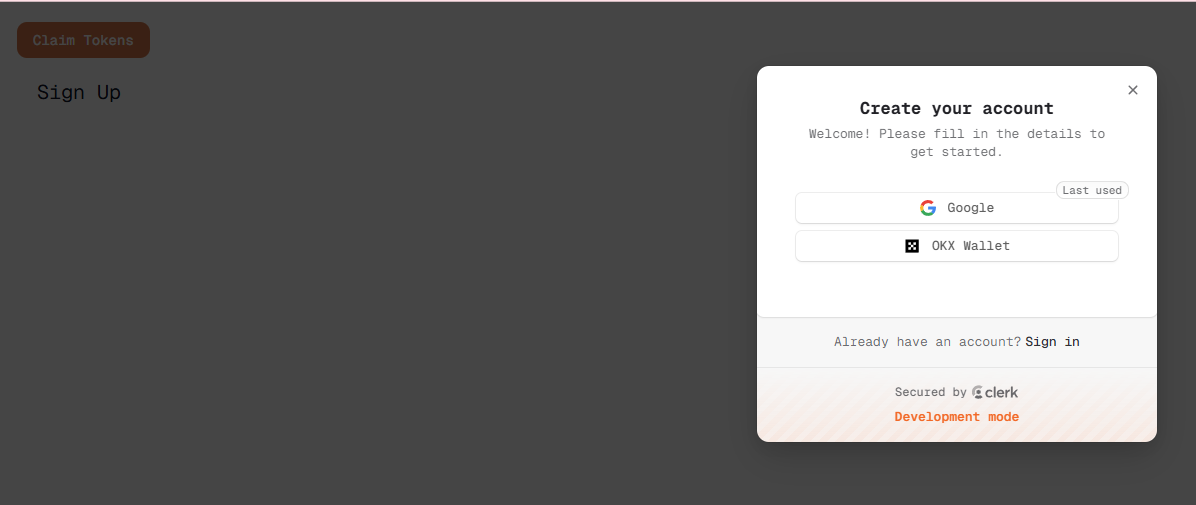 Claim Tokens
Sign Up
Create your account
Welcome! Please fill in the details to
get started.
Last used
Google
OKX Wallet
Already have an account? Sign in
Secured by clerk
Development mode